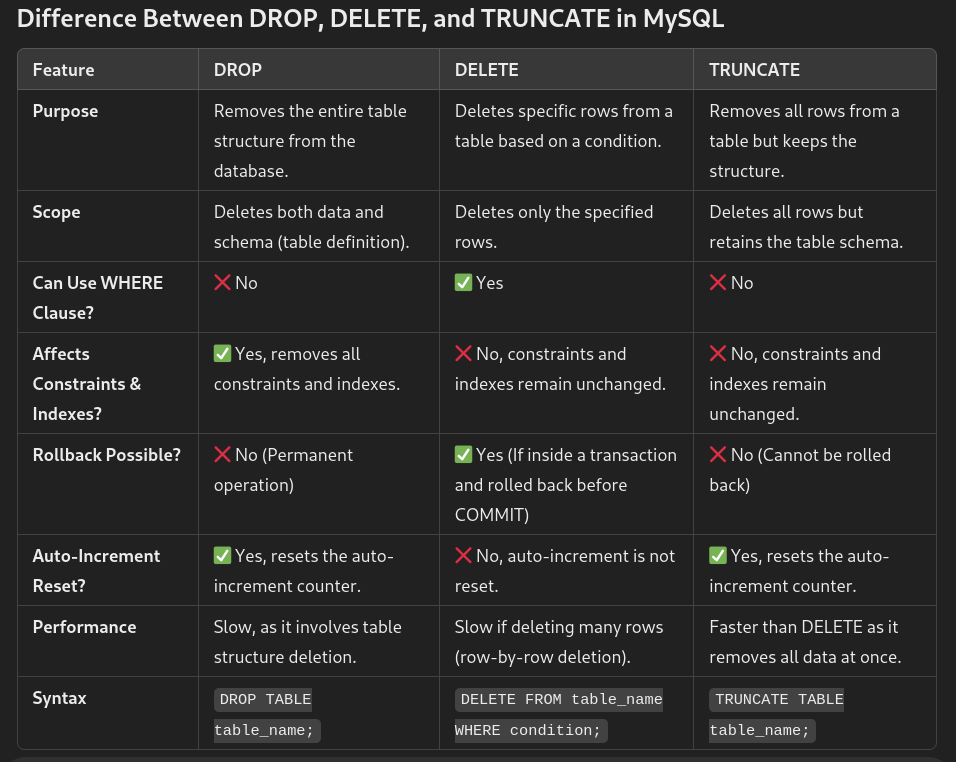 Difference Between DROP, DELETE, and TRUNCATE in MySQL
Feature
DROP
DELETE
TRUNCATE
Purpose
Removes the entire table
structure from the
database.
Deletes specific rows from a
table based on a condition.
Removes all rows from a
table but keeps the
structure.
Scope
Deletes both data and
schema (table definition).
Deletes only the specified
rows.
Deletes all rows but
retains the table schema.
Can Use WHERE
Clause?
❌ No
✅ Yes
❌ No
Affects
Constraints &
Indexes?
✅ Yes, removes all
constraints and indexes.
❌ No, constraints and
indexes remain unchanged.
❌ No, constraints and
indexes remain
unchanged.
Rollback Possible?
❌ No (Permanent
operation)
✅ Yes (If inside a transaction
and rolled back before
COMMIT)
❌ No (Cannot be rolled
back)
Auto-Increment
Reset?
✅ Yes, resets the auto-
increment counter.
❌ No, auto-increment is not
reset.
✅ Yes, resets the auto-
increment counter.
Performance
Slow, as it involves table
structure deletion.
Slow if deleting many rows
(row-by-row deletion).
Faster than DELETE as it
removes all data at once.
Syntax
DROP TABLE
table_name;
DELETE FROM table_name
WHERE condition;
TRUNCATE TABLE
table_name;